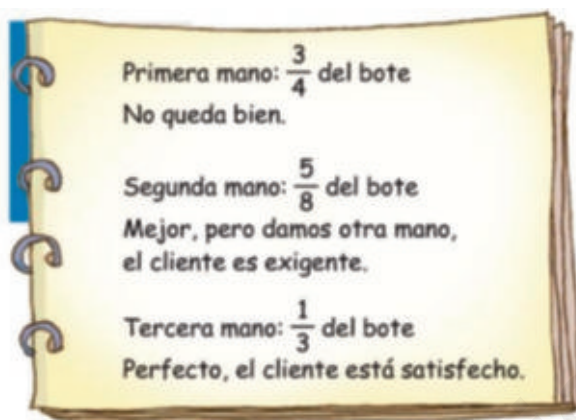 Primera mano: 3/4 del bote
No queda bien.
Segunda mano: 5/8 del bote
Mejor, pero damos otra mano,
el cliente es exigente.
Tercera mano: 1/3 del bote
Perfecto, el cliente está satisfecho.